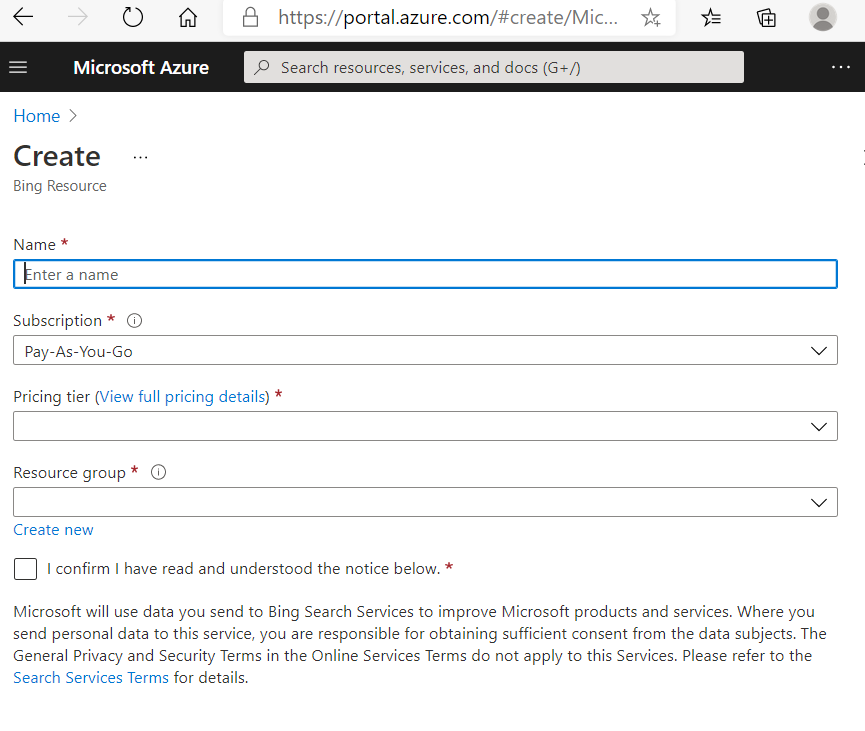 https://portal.azure.com/#create/Mic...
Microsoft Azure
Search resources, services, and docs (G+/)
...
Home >
Create ...
Bing Resource
Name *
Enter a name
Subscription *
Pay-As-You-Go
Pricing tier (View full pricing details) *
Resource group *
Create new
I confirm I have read and understood the notice below. *
Microsoft will use data you send to Bing Search Services to improve Microsoft products and services. Where you
send personal data to this service, you are responsible for obtaining sufficient consent from the data subjects. The
General Privacy and Security Terms in the Online Services Terms do not apply to this Services. Please refer to the
Search Services Terms for details.